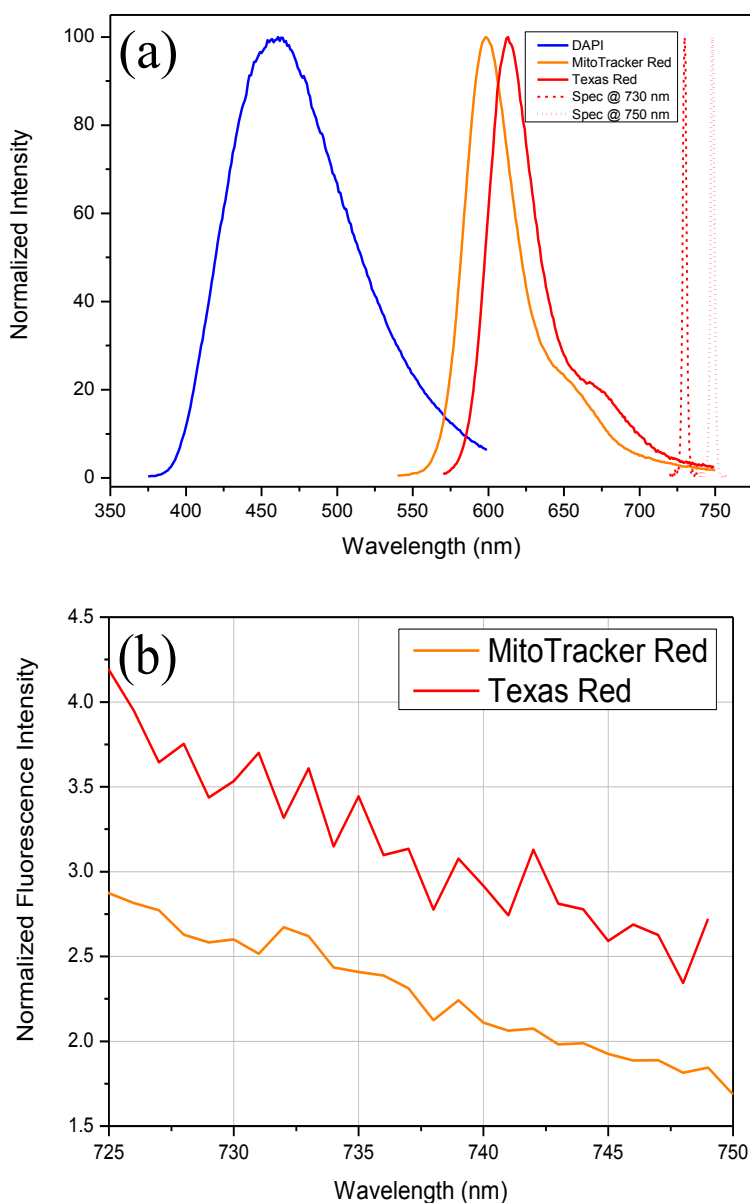 (a)
DAPI
MitoTracker Red
Texas Red
Spec @ 730 nm
Spec @ 750 nm
100
80
60
40
20
0
Normalized Intensity
350 400 450 500 550 600 650 700 750
Wavelength (nm)
(b)
MitoTracker Red
Texas Red
4.5
4.0
3.5
3.0
2.5
2.0
1.5
Normalized Fluorescence Intensity
725 730 735 740 745 750
Wavelength (nm)